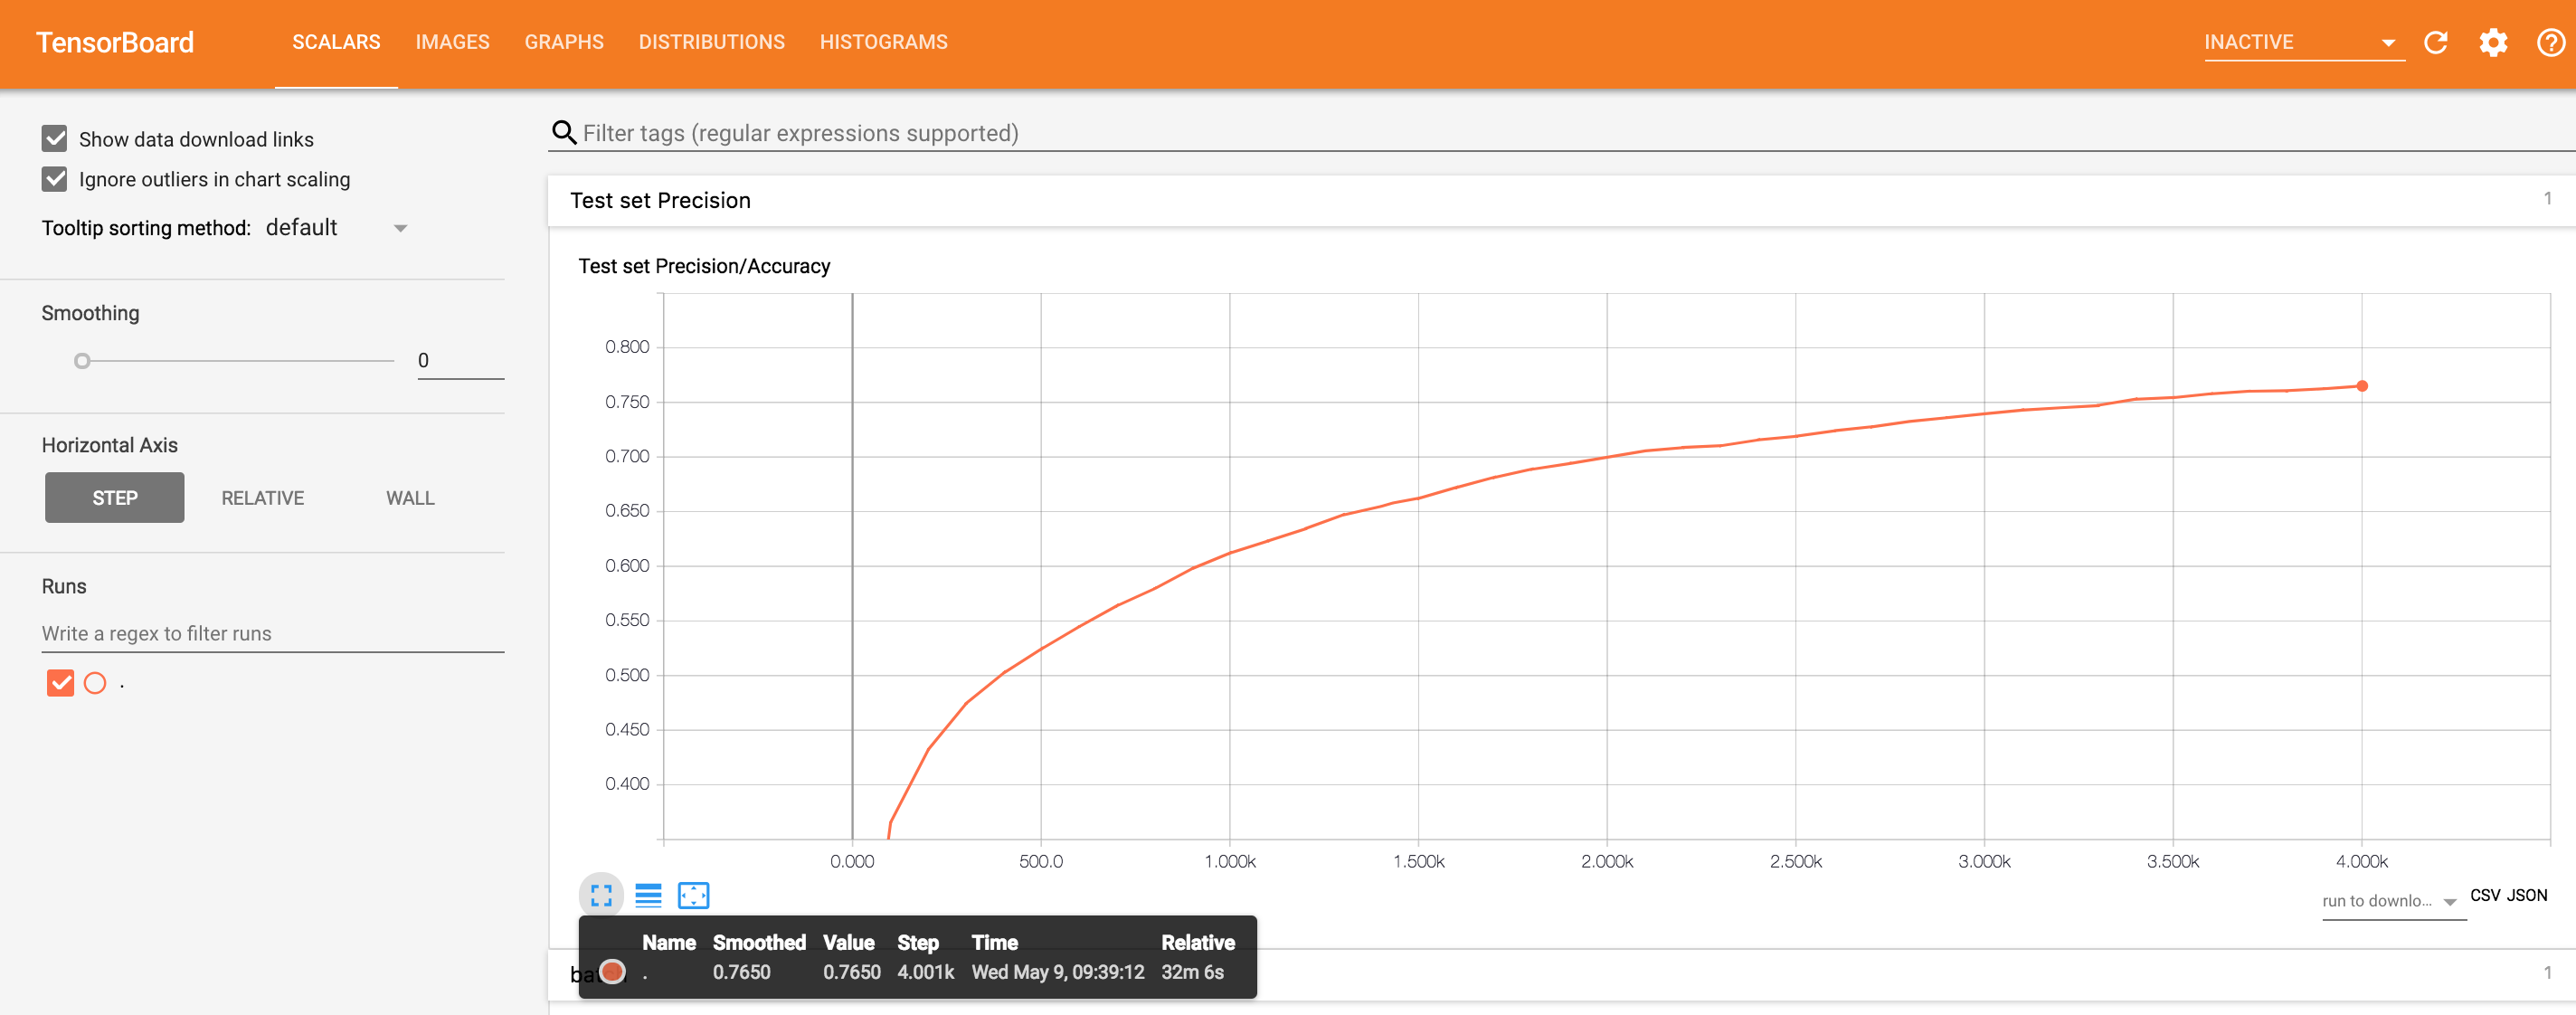 TensorBoard SCALARS IMAGES GRAPHS DISTRIBUTIONS HISTOGRAMS INACTIVE
Show data download links
Ignore outliers in chart scaling
Tooltip sorting method: default
Smoothing
0
Horizontal Axis
STEP RELATIVE WALL
Runs
Write a regex to filter runs
.
Filter tags (regular expressions supported)
Test set Precision 1
Test set Precision/Accuracy
0.800
0.750
0.700
0.650
0.600
0.550
0.500
0.450
0.400
0.000 500.0 1.000k 1.500k 2.000k 2.500k 3.000k 3.500k 4.000k
run to downlo... CSV JSON
Name Smoothed Value Step Time Relative
. 0.7650 0.7650 4.001k Wed May 9, 09:39:12 32m 6s
1